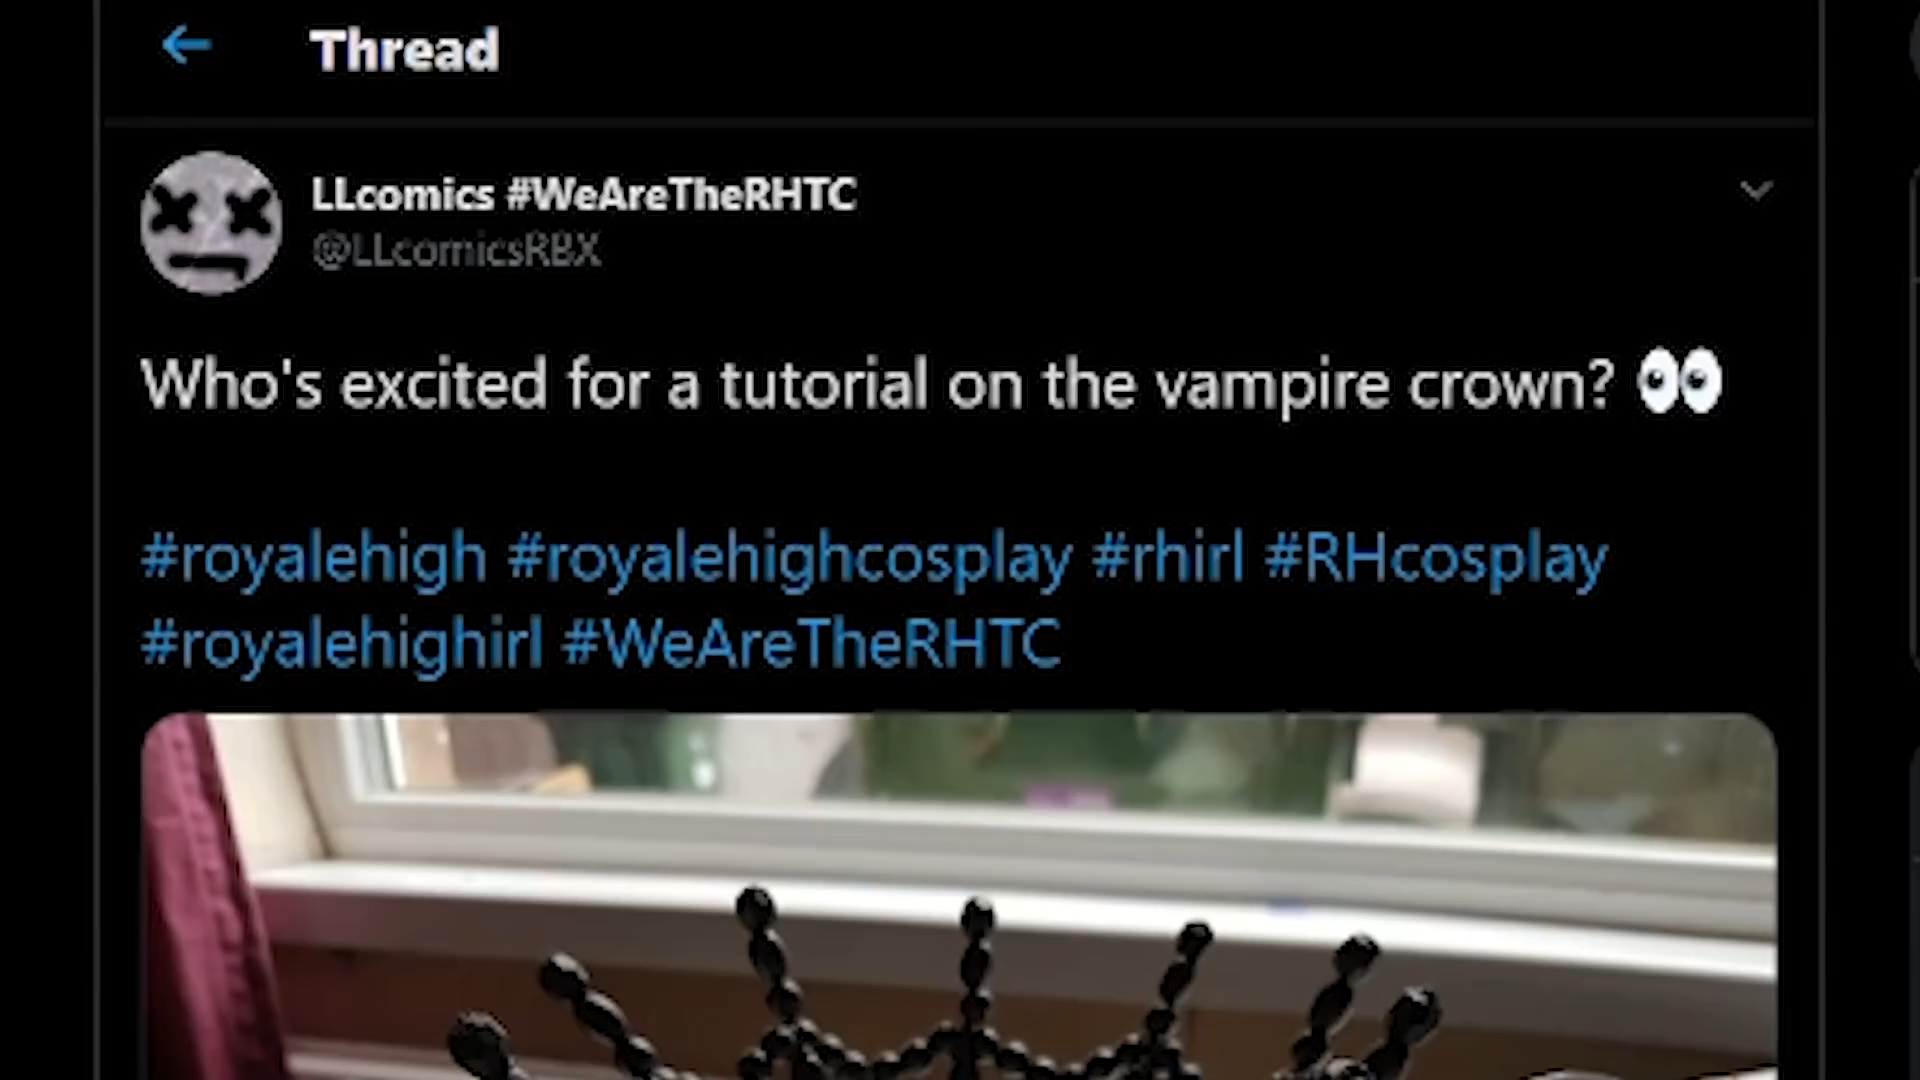 Thread
LLcomics #WeAreTheRHTC
@LLcomicsRBX
Who's excited for a tutorial on the vampire crown? 👀
#royalehigh #royalehighcosplay #rhirl #RHcosplay
#royalehighirl #WeAreTheRHTC